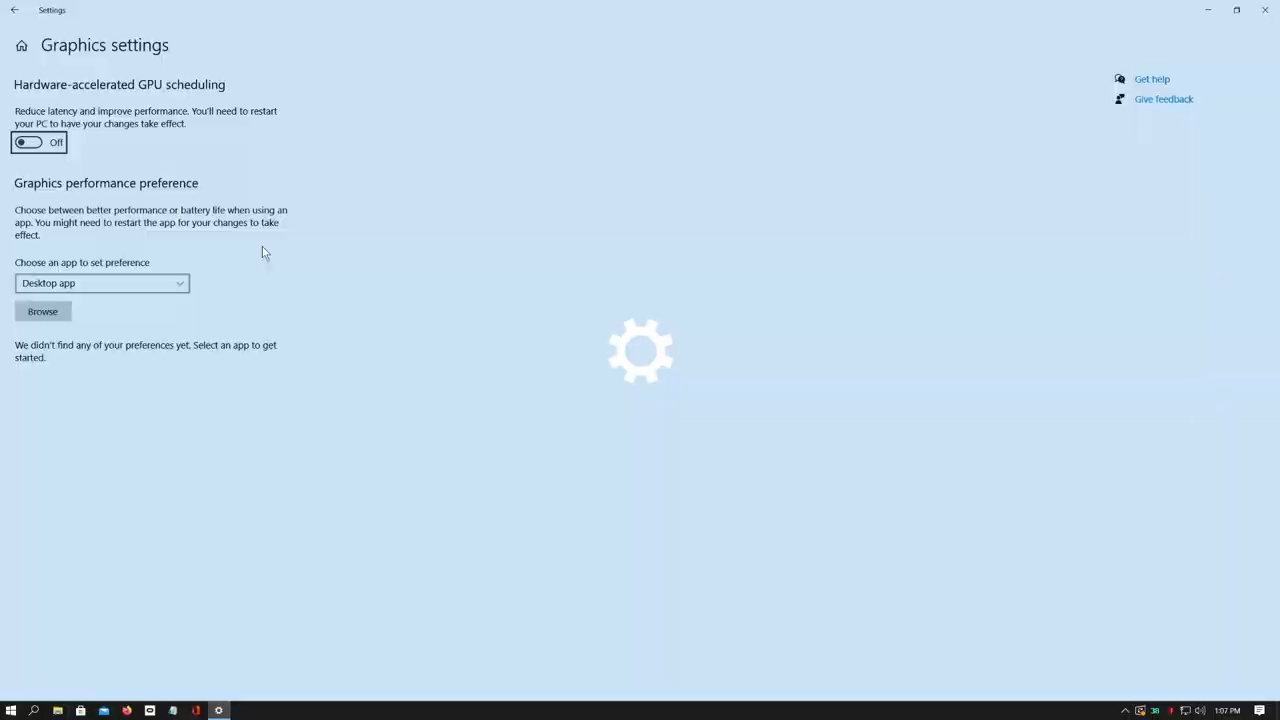 Settings
Graphics settings
Hardware-accelerated GPU scheduling
Get help
Give feedback
Reduce latency and improve performance. You'll need to restart
your PC to have your changes take effect.
Off
Graphics performance preference
Choose between better performance or battery life when using an
app. You might need to restart the app for your changes to take
effect.
Choose an app to set preference
Desktop app
Browse
We didn't find any of your preferences yet. Select an app to get
started.
38
1:07 PM